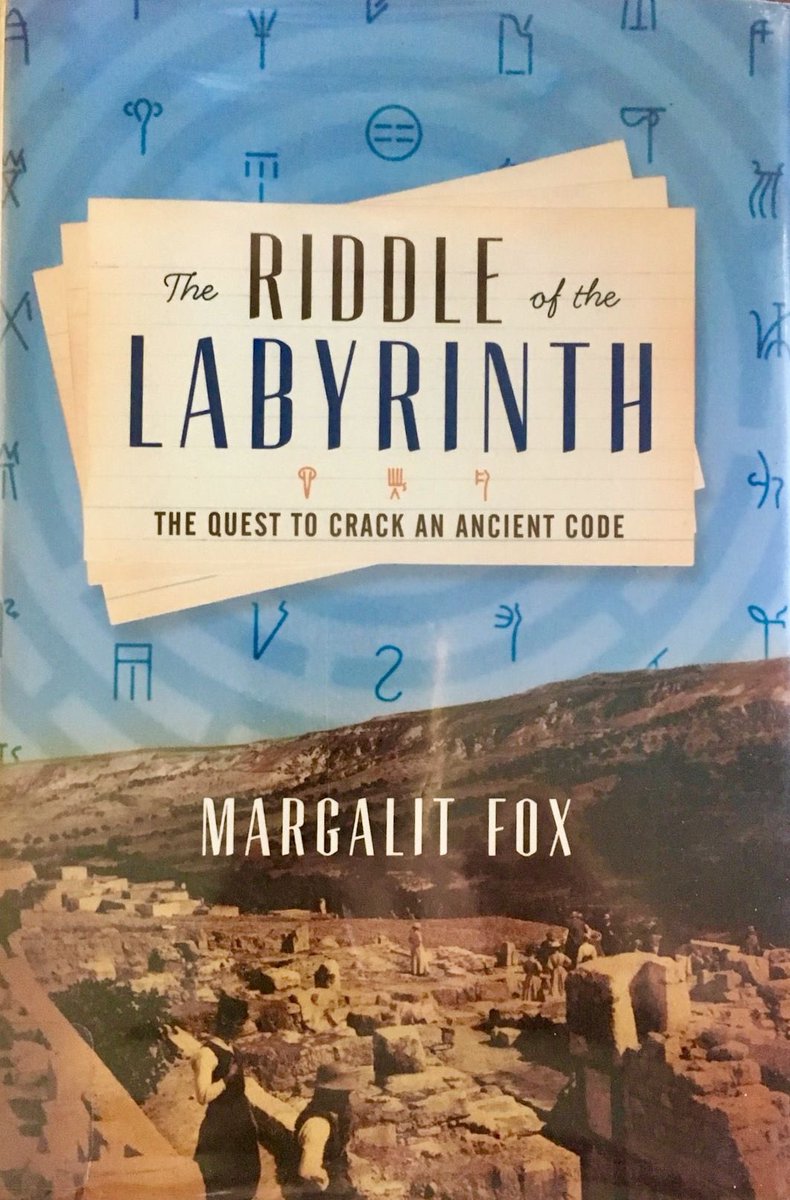 The RIDDLE of the
LABYRINTH
THE QUEST TO CRACK AN ANCIENT CODE
MARGALIT FOX